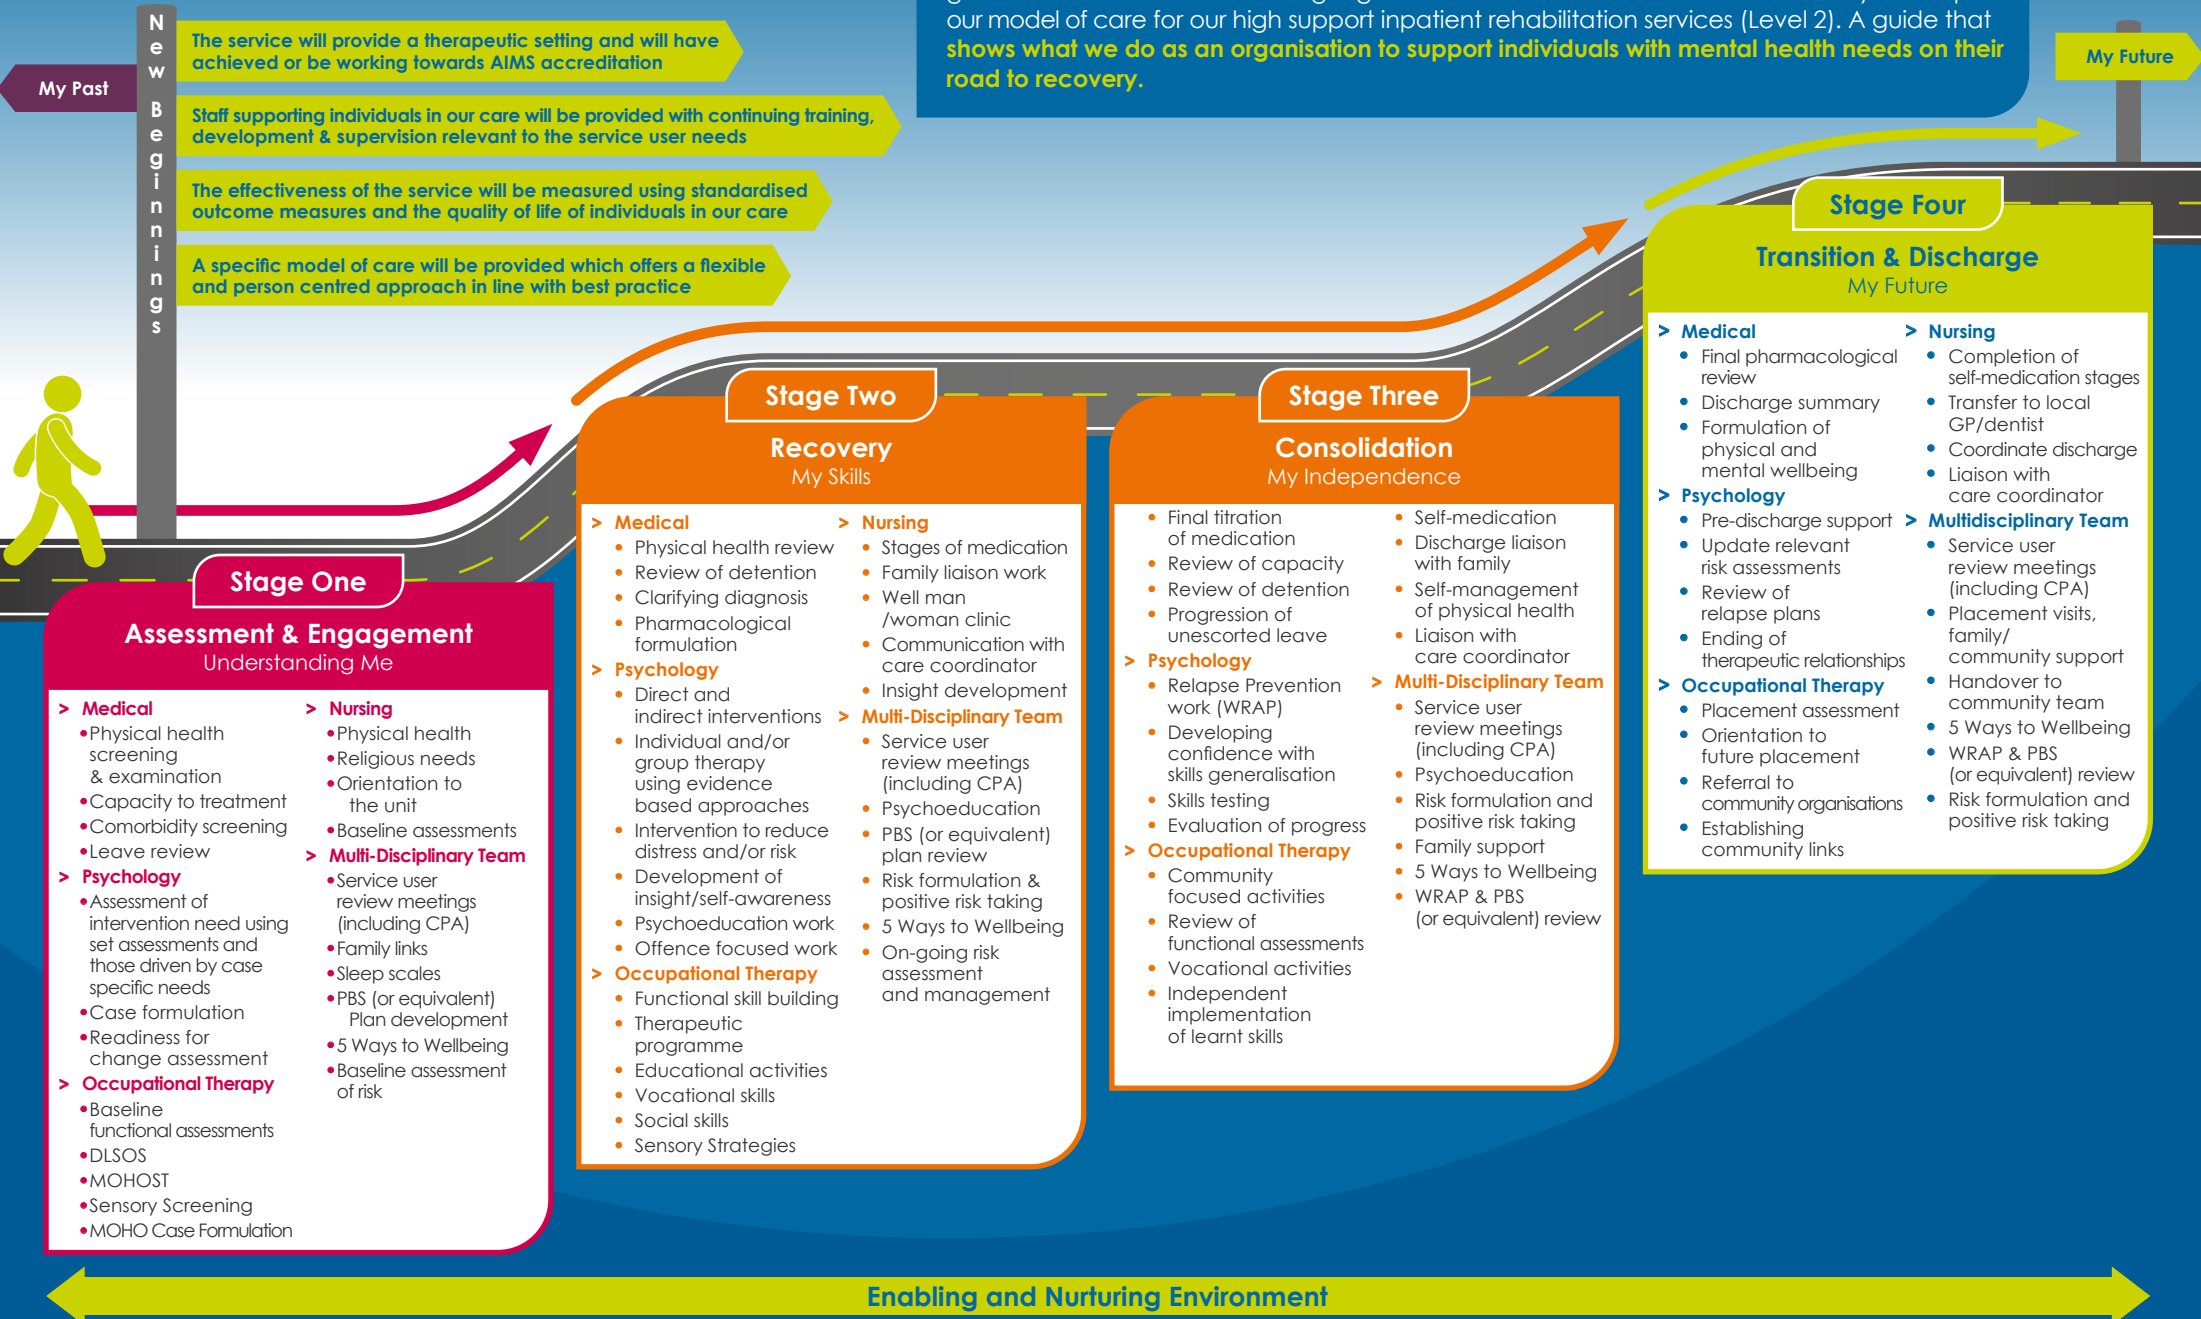 our model of care for our high support inpatient rehabilitation services (Level 2). A guide that
shows what we do as an organisation to support individuals with mental health needs on their
road to recovery.
My Past
New Beginnings
The service will provide a therapeutic setting and will have
achieved or be working towards AIMS accreditation
Staff supporting individuals in our care will be provided with continuing training,
development & supervision relevant to the service user needs
The effectiveness of the service will be measured using standardised
outcome measures and the quality of life of individuals in our care
A specific model of care will be provided which offers a flexible
and person centred approach in line with best practice
My Future
Stage One
Assessment & Engagement
Understanding Me
> Medical
•Physical health
screening
& examination
•Capacity to treatment
•Comorbidity screening
•Leave review
> Psychology
•Assessment of
intervention need using
set assessments and
those driven by case
specific needs
•Case formulation
•Readiness for
change assessment
> Occupational Therapy
•Baseline
functional assessments
•DLSOS
•MOHOST
•Sensory Screening
•MOHO Case Formulation
> Nursing
•Physical health
•Religious needs
•Orientation to
the unit
•Baseline assessments
> Multi-Disciplinary Team
•Service user
review meetings
(including CPA)
•Family links
•Sleep scales
•PBS (or equivalent)
Plan development
•5 Ways to Wellbeing
•Baseline assessment
of risk
Stage Two
Recovery
My Skills
> Medical
• Physical health review
• Review of detention
• Clarifying diagnosis
• Pharmacological
formulation
> Psychology
• Direct and
indirect interventions
• Individual and/or
group therapy
using evidence
based approaches
• Intervention to reduce
distress and/or risk
• Development of
insight/self-awareness
• Psychoeducation work
• Offence focused work
> Occupational Therapy
• Functional skill building
• Therapeutic
programme
• Educational activities
• Vocational skills
• Social skills
• Sensory Strategies
> Nursing
• Stages of medication
• Family liaison work
• Well man
/woman clinic
• Communication with
care coordinator
• Insight development
> Multi-Disciplinary Team
• Service user
review meetings
(including CPA)
• Psychoeducation
• PBS (or equivalent)
plan review
• Risk formulation &
positive risk taking
• 5 Ways to Wellbeing
• On-going risk
assessment
and management
Stage Three
Consolidation
My Independence
• Final titration
of medication
• Review of capacity
• Review of detention
• Progression of
unescorted leave
> Psychology
• Relapse Prevention
work (WRAP)
• Developing
confidence with
skills generalisation
• Skills testing
• Evaluation of progress
> Occupational Therapy
• Community
focused activities
• Review of
functional assessments
• Vocational activities
• Independent
implementation
of learnt skills
• Self-medication
• Discharge liaison
with family
• Self-management
of physical health
• Liaison with
care coordinator
> Multi-Disciplinary Team
• Service user
review meetings
(including CPA)
• Psychoeducation
• Risk formulation and
positive risk taking
• Family support
• 5 Ways to Wellbeing
• WRAP & PBS
(or equivalent) review
Stage Four
Transition & Discharge
My Future
> Medical
• Final pharmacological
review
• Discharge summary
• Formulation of
physical and
mental wellbeing
> Psychology
• Pre-discharge support
• Update relevant
risk assessments
• Review of
relapse plans
• Ending of
therapeutic relationships
> Occupational Therapy
• Placement assessment
• Orientation to
future placement
• Referral to
community organisations
• Establishing
community links
> Nursing
• Completion of
self-medication stages
• Transfer to local
GP/dentist
• Coordinate discharge
• Liaison with
care coordinator
> Multidisciplinary Team
• Service user
review meetings
(including CPA)
• Placement visits,
family/
community support
• Handover to
community team
• 5 Ways to Wellbeing
• WRAP & PBS
(or equivalent) review
• Risk formulation and
positive risk taking
Enabling and Nurturing Environment